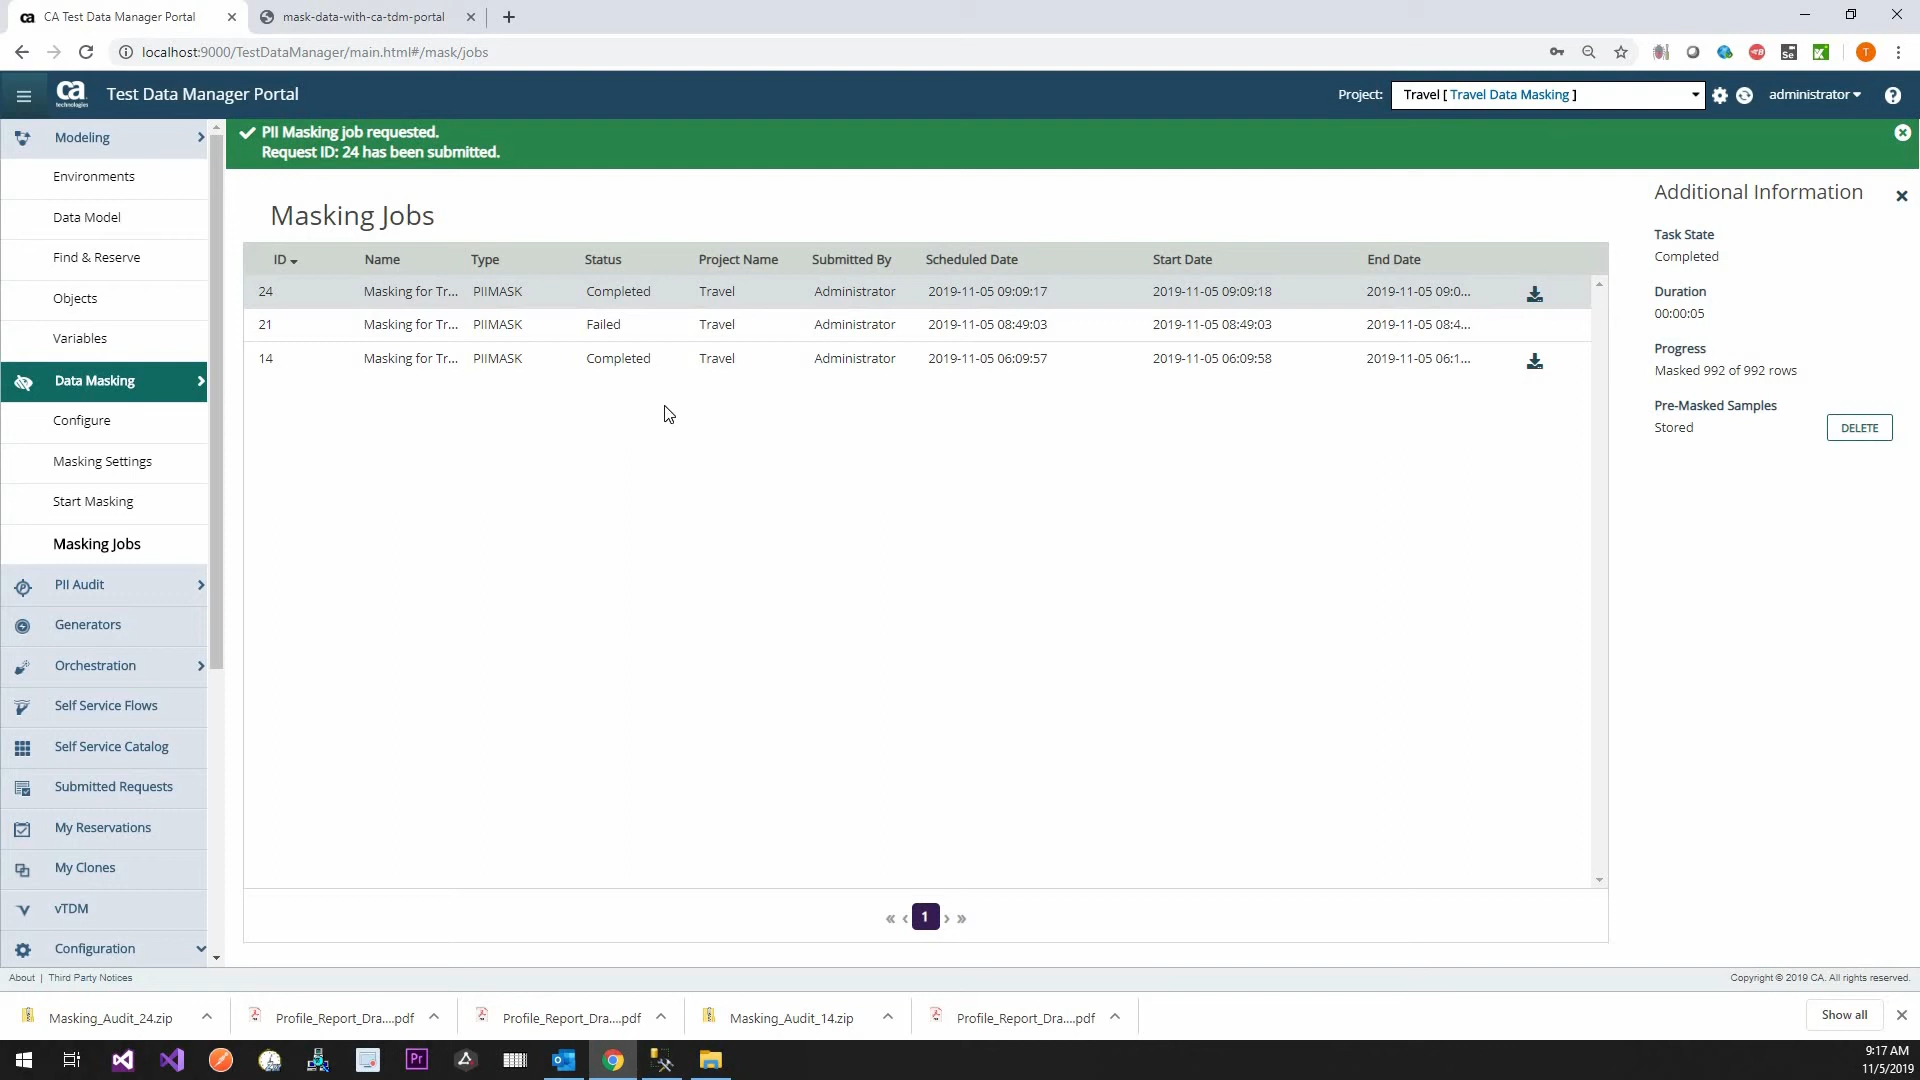 CA Test Data Manager Portal
mask-data-with-ca-tdm-portal
localhost:9000/TestDataManager/main.html#/mask/jobs
T
ca technologies
Test Data Manager Portal
Project: Travel [ Travel Data Masking ]
administrator
Modeling
Environments
Data Model
Find & Reserve
Objects
Variables
Data Masking
Configure
Masking Settings
Start Masking
Masking Jobs
PII Audit
Generators
Orchestration
Self Service Flows
Self Service Catalog
Submitted Requests
My Reservations
My Clones
vTDM
Configuration
PII Masking job requested.
Request ID: 24 has been submitted.
Masking Jobs
ID Name Type Status Project Name Submitted By Scheduled Date Start Date End Date
24 Masking for Tr... PIIMASK Completed Travel Administrator 2019-11-05 09:09:17 2019-11-05 09:09:18 2019-11-05 09:0...
21 Masking for Tr... PIIMASK Failed Travel Administrator 2019-11-05 08:49:03 2019-11-05 08:49:03 2019-11-05 08:4...
14 Masking for Tr... PIIMASK Completed Travel Administrator 2019-11-05 06:09:57 2019-11-05 06:09:58 2019-11-05 06:1...
« ‹ 1 › »
Additional Information
Task State
Completed
Duration
00:00:05
Progress
Masked 992 of 992 rows
Pre-Masked Samples
Stored
DELETE
About | Third Party Notices
Copyright © 2019 CA. All rights reserved.
Masking_Audit_24.zip
Profile_Report_Dra....pdf
Profile_Report_Dra....pdf
Masking_Audit_14.zip
Profile_Report_Dra....pdf
Show all
Pr
9:17 AM
11/5/2019